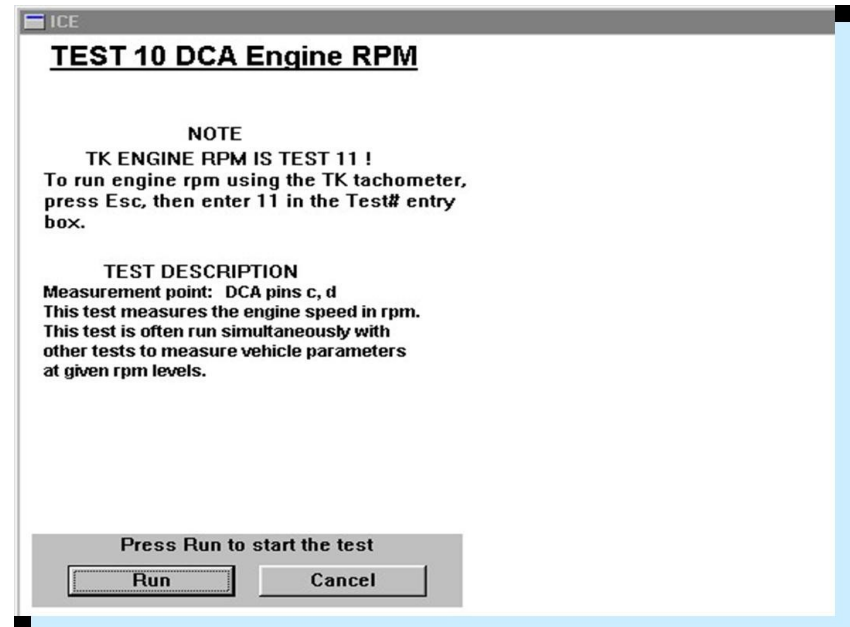 ICE
TEST 10 DCA Engine RPM
NOTE
TK ENGINE RPM IS TEST 11 !
To run engine rpm using the TK tachometer,
press Esc, then enter 11 in the Test# entry
box.
TEST DESCRIPTION
Measurement point: DCA pins c, d
This test measures the engine speed in rpm.
This test is often run simultaneously with
other tests to measure vehicle parameters
at given rpm levels.
Press Run to start the test
Run Cancel